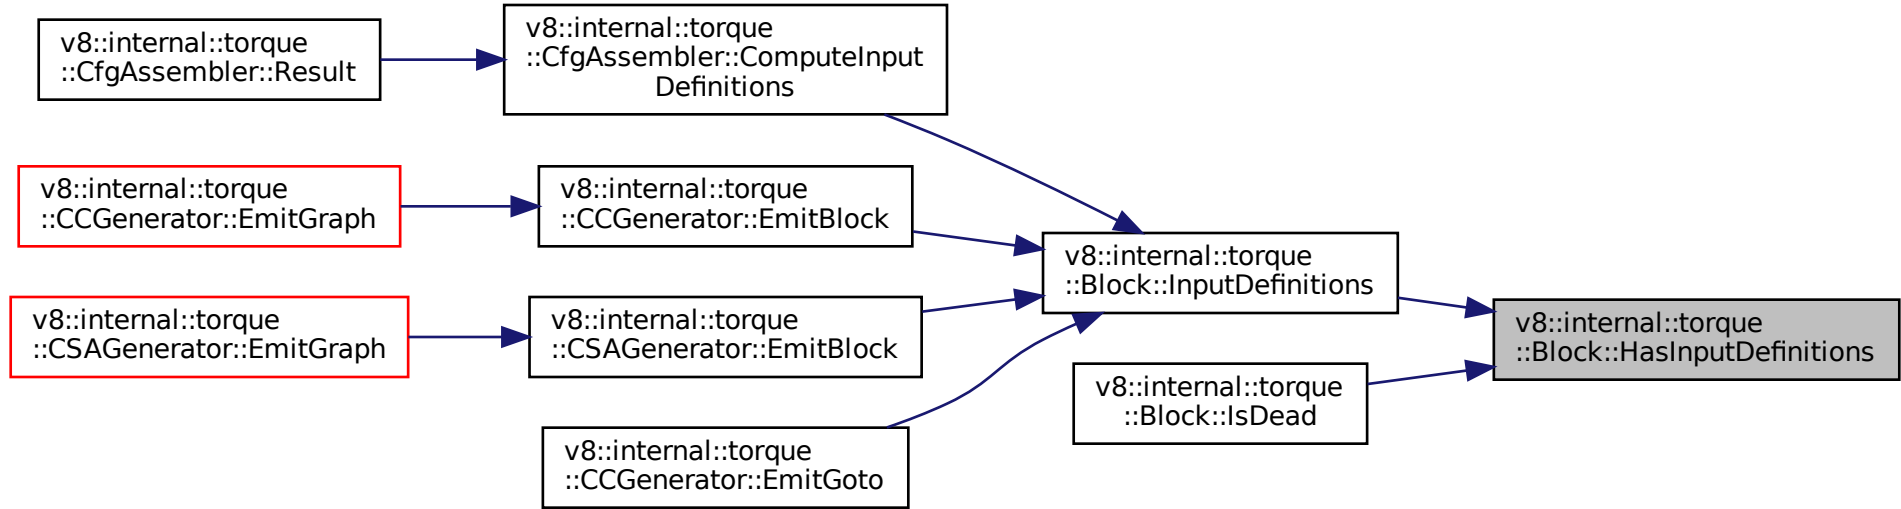 v8::internal::torque
::CfgAssembler::Result
v8::internal::torque
::CfgAssembler::ComputeInput
Definitions
v8::internal::torque
::CCGenerator::EmitGraph
v8::internal::torque
::CCGenerator::EmitBlock
v8::internal::torque
::CSAGenerator::EmitGraph
v8::internal::torque
::CSAGenerator::EmitBlock
v8::internal::torque
::CCGenerator::EmitGoto
v8::internal::torque
::Block::InputDefinitions
v8::internal::torque
::Block::IsDead
v8::internal::torque
::Block::HasInputDefinitions